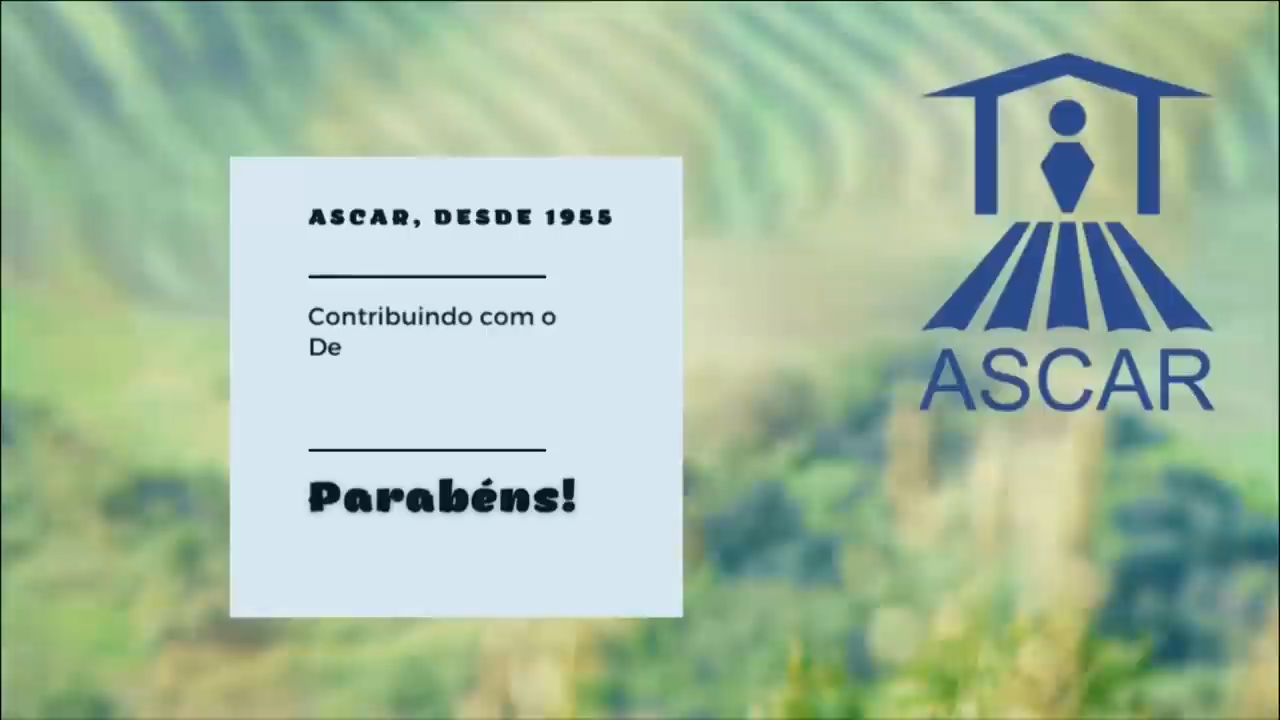 ASCAR, DESDE 1955
Contribuindo com o
De
Parabéns!
ASCAR